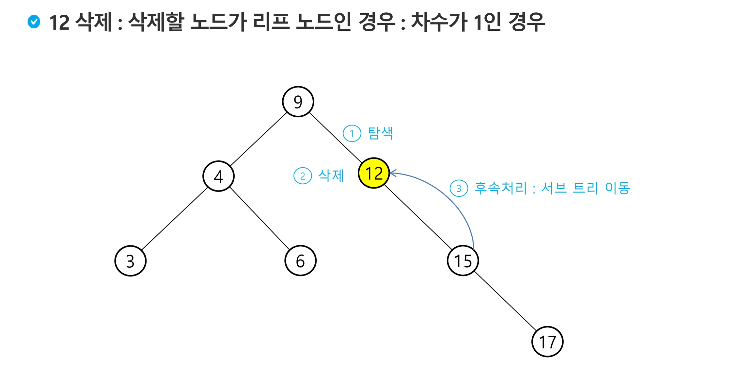 12 삭제 : 삭제할 노드가 리프 노드인 경우 : 차수가 1인 경우
9
① 탐색
② 삭제
4
12
③ 후속처리 : 서브 트리 이동
3
6
15
17